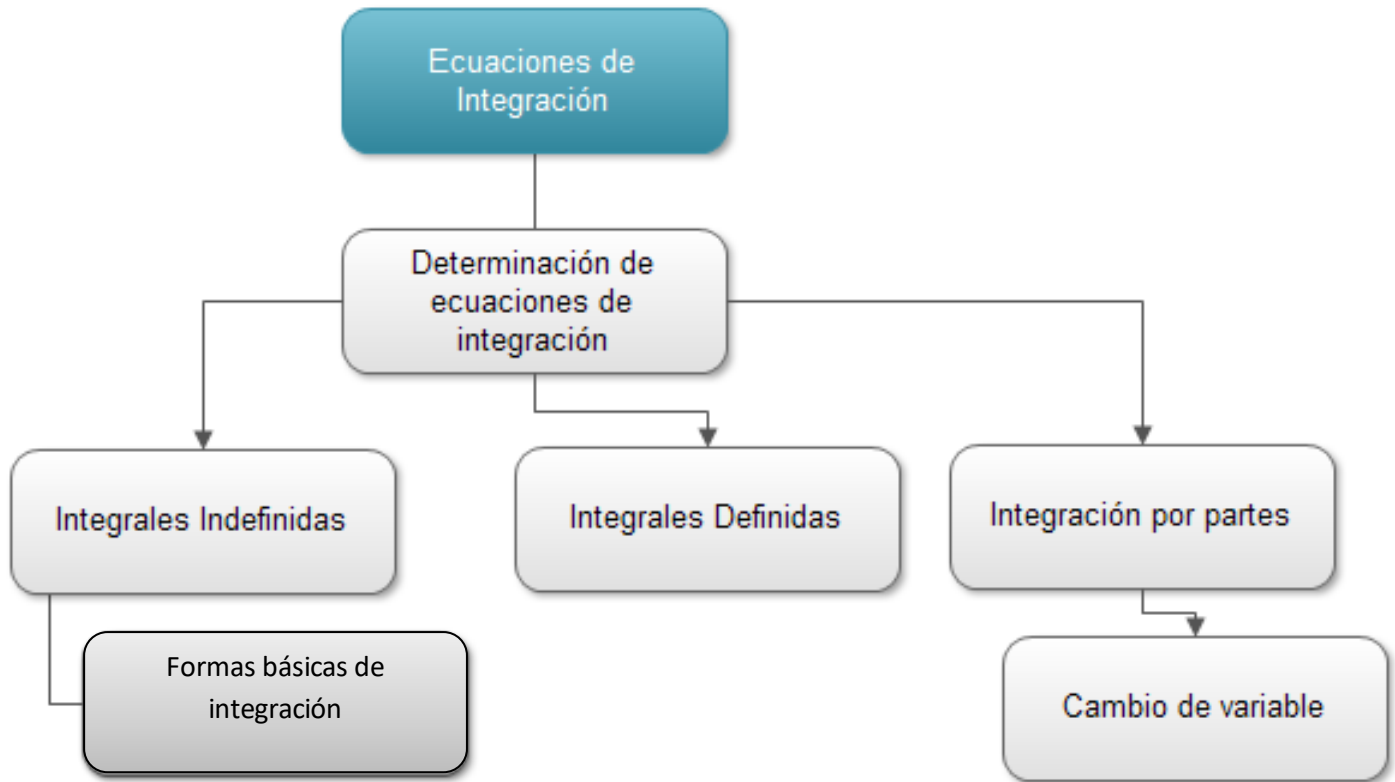 Ecuaciones de
Integración
Determinación de
ecuaciones de
integración
Integrales Indefinidas
Integrales Definidas
Integración por partes
Formas básicas de
integración
Cambio de variable